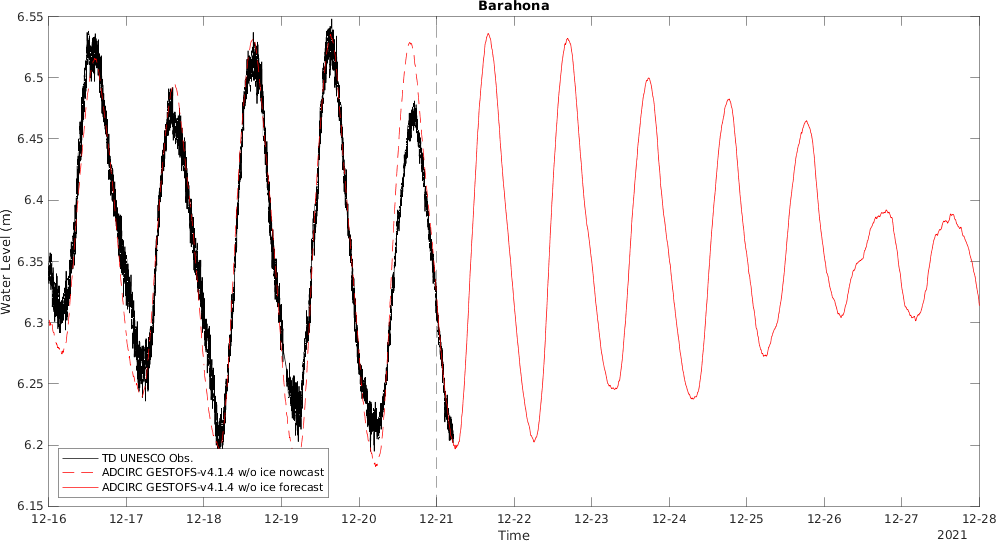 Barahona
6.55
6.5
6.45
6.4
6.35
6.3
6.25
6.2
6.15
Water Level (m)
TD UNESCO Obs.
ADCIRC GESTOFS-v4.1.4 w/o ice nowcast
ADCIRC GESTOFS-v4.1.4 w/o ice forecast
12-16 12-17 12-18 12-19 12-20 12-21 12-22 12-23 12-24 12-25 12-26 12-27 12-28
Time
2021